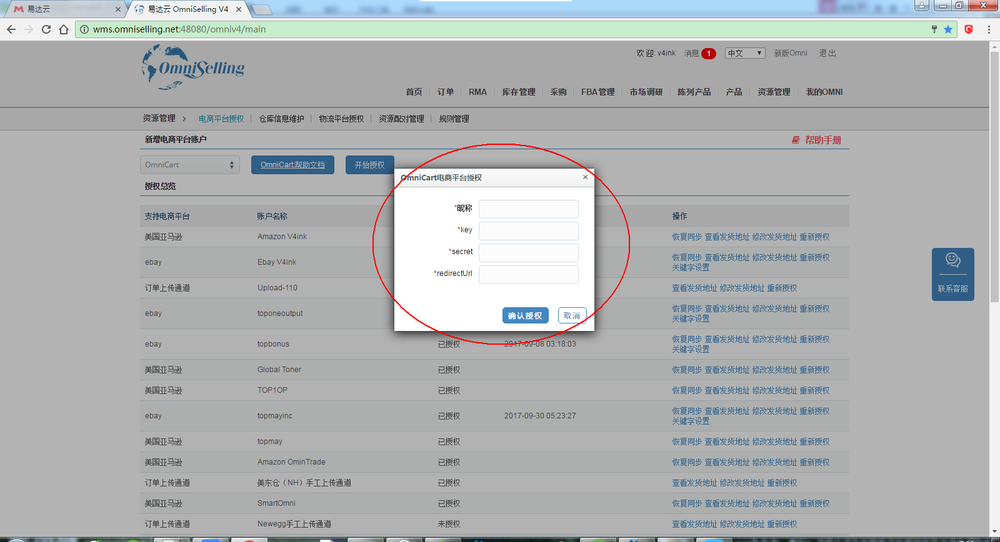 易达云
易达云 OmniSelling V4
wms.omniselling.net:48080/omniv4/main
OmniSelling
欢 迎: v4ink 消息 1 中文 新版Omni 退 出
首页 订单 RMA 库存管理 采购 FBA管理 市场调研 陈列产品 产品 资源管理 我的OMNI
资源管理 > 电商平台授权 仓库信息维护 物流平台授权 资源配对管理 规则管理
新增电商平台账户 帮助手册
OmniCart OmniCart帮助文档 开始授权
授权总览
OmniCart电商平台授权 ×
*昵称
*key
*secret
*redirectUrl
确认授权 取消
支持电商平台 账户名称 操作
美国亚马逊 Amazon V4ink 恢复同步 查看发货地址 修改发货地址 重新授权
ebay Ebay V4ink 恢复同步 查看发货地址 修改发货地址 重新授权
关键字设置
订单上传通道 Upload-110 查看发货地址 修改发货地址 重新授权
ebay toponeoutput 恢复同步 查看发货地址 修改发货地址 重新授权
关键字设置
ebay topbonus 已授权 2017-09-08 03:18:03 恢复同步 查看发货地址 修改发货地址 重新授权
关键字设置
美国亚马逊 Global Toner 已授权 恢复同步 查看发货地址 修改发货地址 重新授权
美国亚马逊 TOP1OP 已授权 恢复同步 查看发货地址 修改发货地址 重新授权
ebay topmayinc 已授权 2017-09-30 05:23:27 恢复同步 查看发货地址 修改发货地址 重新授权
关键字设置
美国亚马逊 topmay 已授权 恢复同步 查看发货地址 修改发货地址 重新授权
美国亚马逊 Amazon OminTrade 已授权 恢复同步 查看发货地址 修改发货地址 重新授权
订单上传通道 美东仓（NH）手工上传通道 已授权 查看发货地址 修改发货地址 重新授权
美国亚马逊 SmartOmni 已授权 恢复同步 查看发货地址 修改发货地址 重新授权
订单上传通道 Newegg手工上传通道 未授权 查看发货地址 修改发货地址 重新授权
联系客服